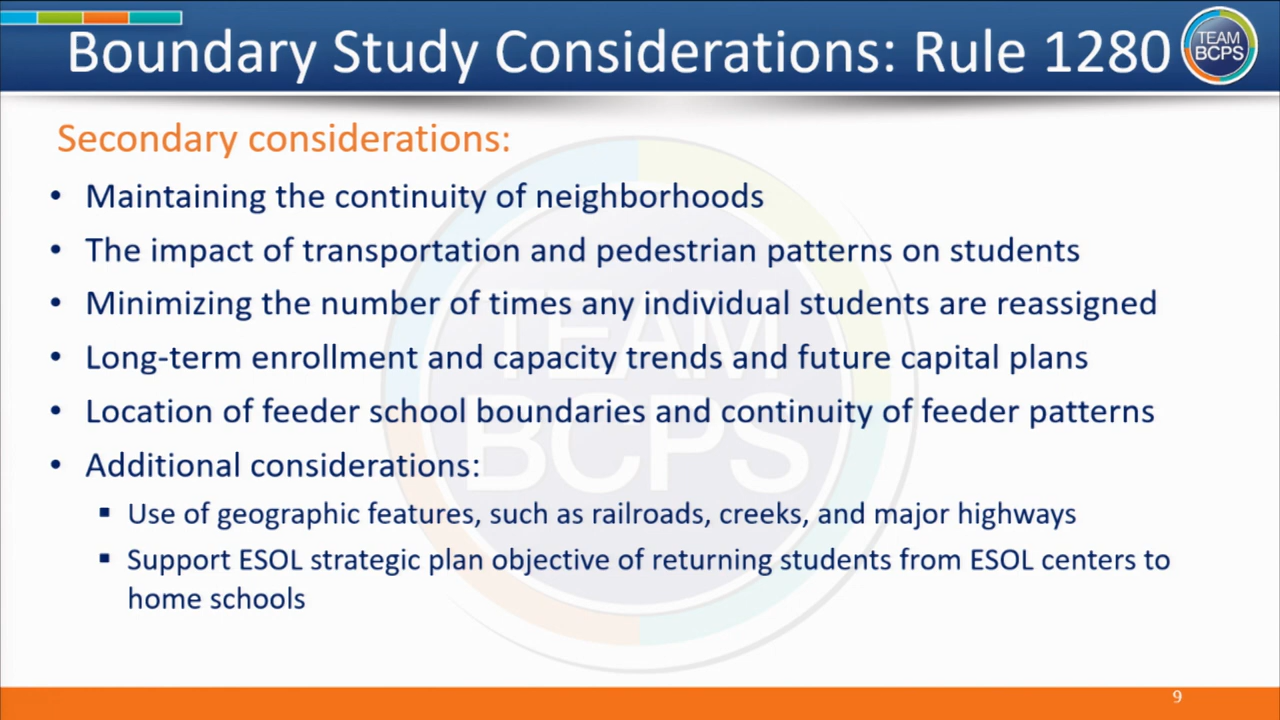 Boundary Study Considerations: Rule 1280
TEAM
BCPS
Secondary considerations:
• Maintaining the continuity of neighborhoods
• The impact of transportation and pedestrian patterns on students
• Minimizing the number of times any individual students are reassigned
• Long-term enrollment and capacity trends and future capital plans
• Location of feeder school boundaries and continuity of feeder patterns
• Additional considerations:
▪ Use of geographic features, such as railroads, creeks, and major highways
▪ Support ESOL strategic plan objective of returning students from ESOL centers to
home schools
TEAM
BCPS
9